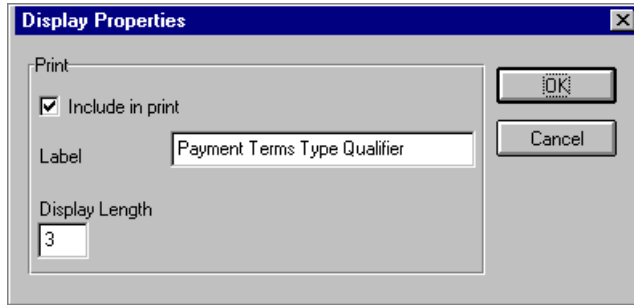 Display Properties
Print
OK
Include in print
Cancel
Label
Payment Terms Type Qualifier
Display Length
3